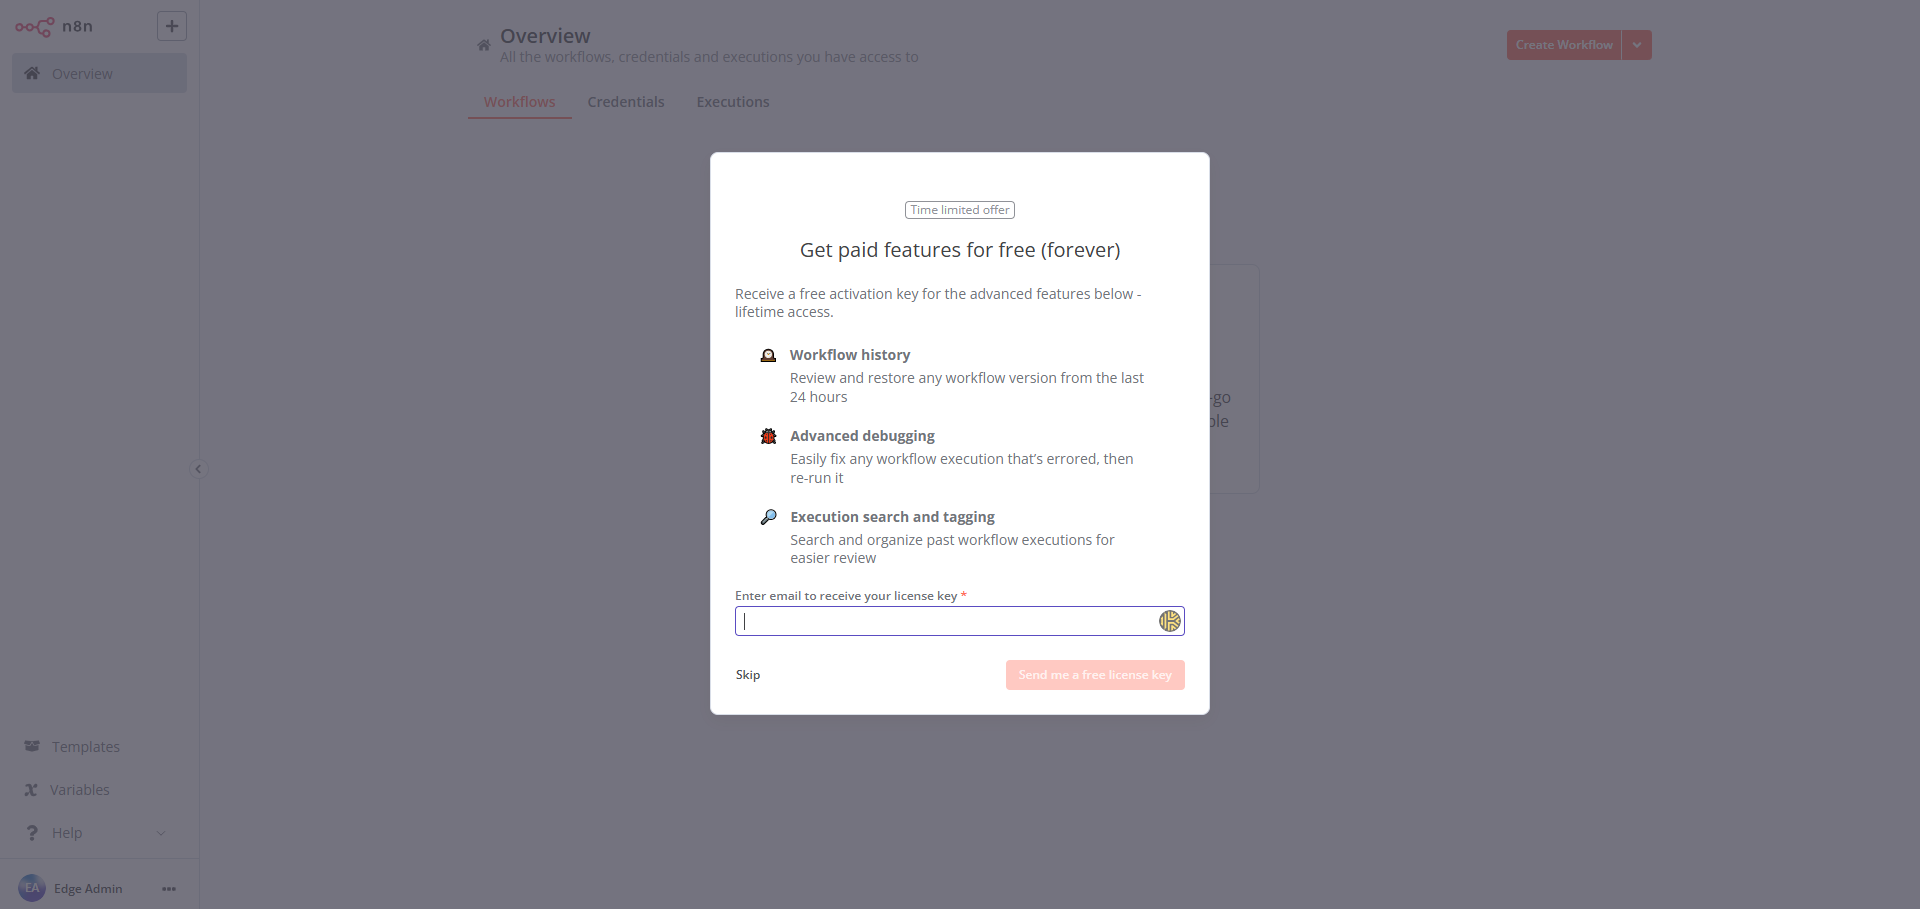 n8n
Overview
Overview
All the workflows, credentials and executions you have access to
Create Workflow
Workflows Credentials Executions
Time limited offer
Get paid features for free (forever)
Receive a free activation key for the advanced features below -
lifetime access.
Workflow history
Review and restore any workflow version from the last
24 hours
Advanced debugging
Easily fix any workflow execution that's errored, then
re-run it
Execution search and tagging
Search and organize past workflow executions for
easier review
-go
Enter email to receive your license key *
Skip
Send me a free license key
Templates
Variables
Help
EA
Edge Admin